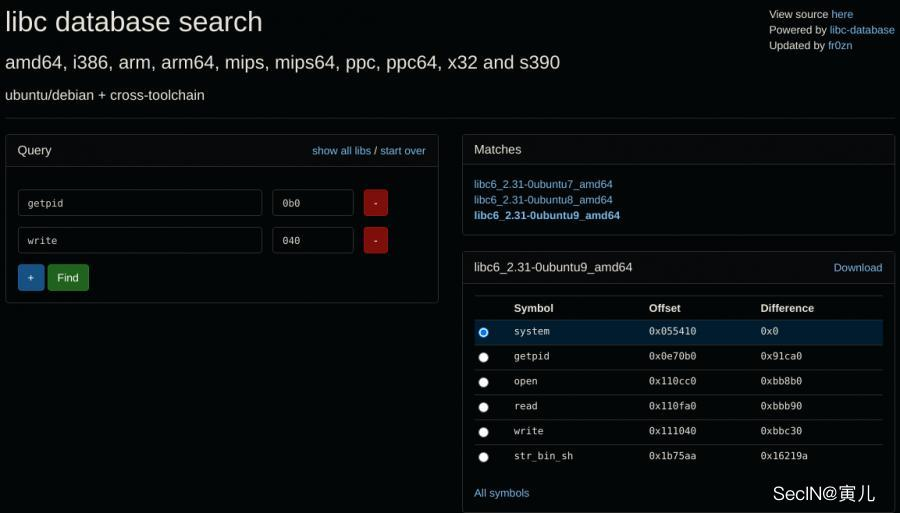 libc database search
amd64, i386, arm, arm64, mips, mips64, ppc, ppc64, x32 and s390
ubuntu/debian + cross-toolchain
View source here
Powered by libc-database
Updated by fr0zn
Query show all libs / start over
getpid 0b0 -
write 040 -
+ Find
Matches
libc6_2.31-0ubuntu7_amd64
libc6_2.31-0ubuntu8_amd64
libc6_2.31-0ubuntu9_amd64
libc6_2.31-0ubuntu9_amd64 Download
Symbol Offset Difference
system 0x055410 0x0
getpid 0x0e70b0 0x91ca0
open 0x110cc0 0xbb8b0
read 0x110fa0 0xbbb90
write 0x111040 0xbbc30
str_bin_sh 0x1b75aa 0x16219a
All symbols
SecIN@寅儿